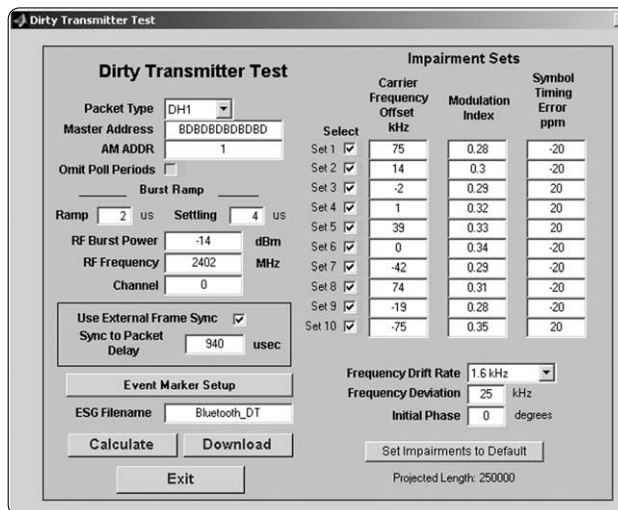 Dirty Transmitter Test
Dirty Transmitter Test
Packet Type DH1
Master Address BDBDBDBDBDBD
AM ADDR 1
Omit Poll Periods
Burst Ramp
Ramp 2 us Settling 4 us
RF Burst Power -14 dBm
RF Frequency 2402 MHz
Channel 0
Use External Frame Sync
Sync to Packet Delay 940 usec
Event Marker Setup
ESG Filename Bluetooth_DT
Calculate Download
Exit
Impairment Sets
Select Carrier Frequency Offset kHz Modulation Index Symbol Timing Error ppm
Set 1 75 0.28 -20
Set 2 14 0.3 -20
Set 3 -2 0.29 20
Set 4 1 0.32 20
Set 5 39 0.33 20
Set 6 0 0.34 -20
Set 7 -42 0.29 -20
Set 8 74 0.31 -20
Set 9 -19 0.28 -20
Set 10 -75 0.35 20
Frequency Drift Rate 1.6 kHz
Frequency Deviation 25 kHz
Initial Phase 0 degrees
Set Impairments to Default
Projected Length: 250000